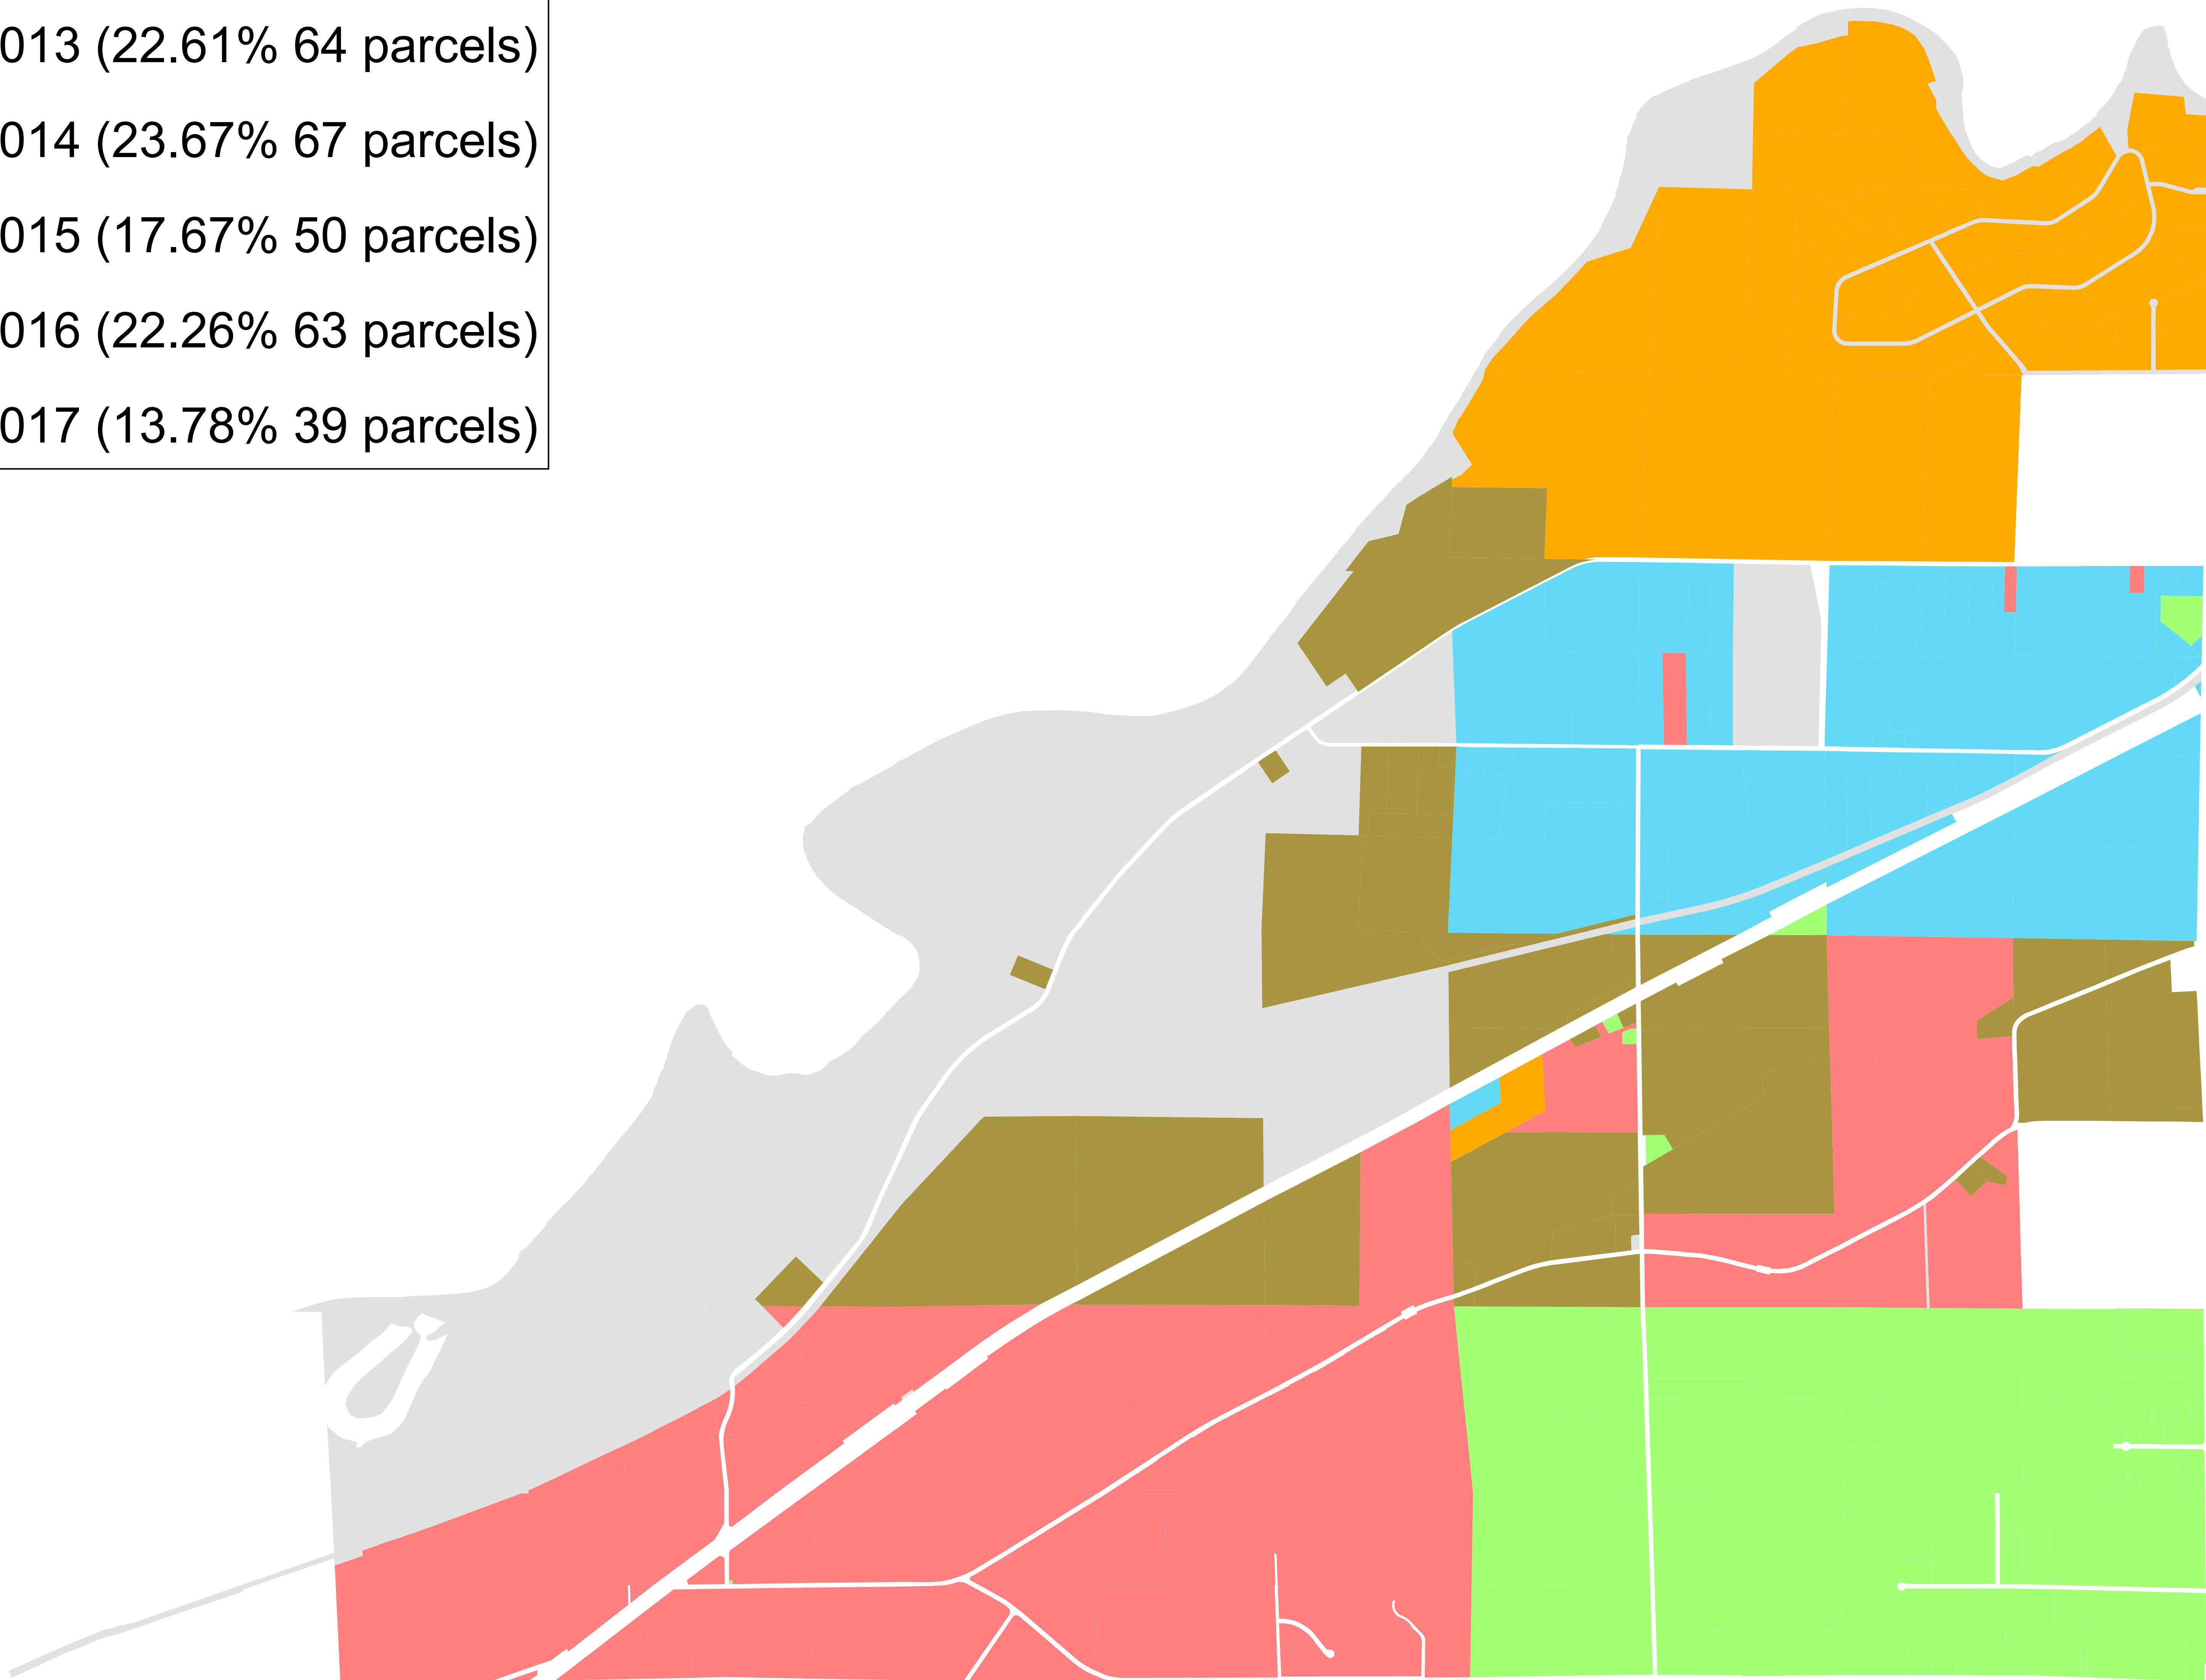 013 (22.61% 64 parcels)
014 (23.67% 67 parcels)
015 (17.67% 50 parcels)
016 (22.26% 63 parcels)
017 (13.78% 39 parcels)